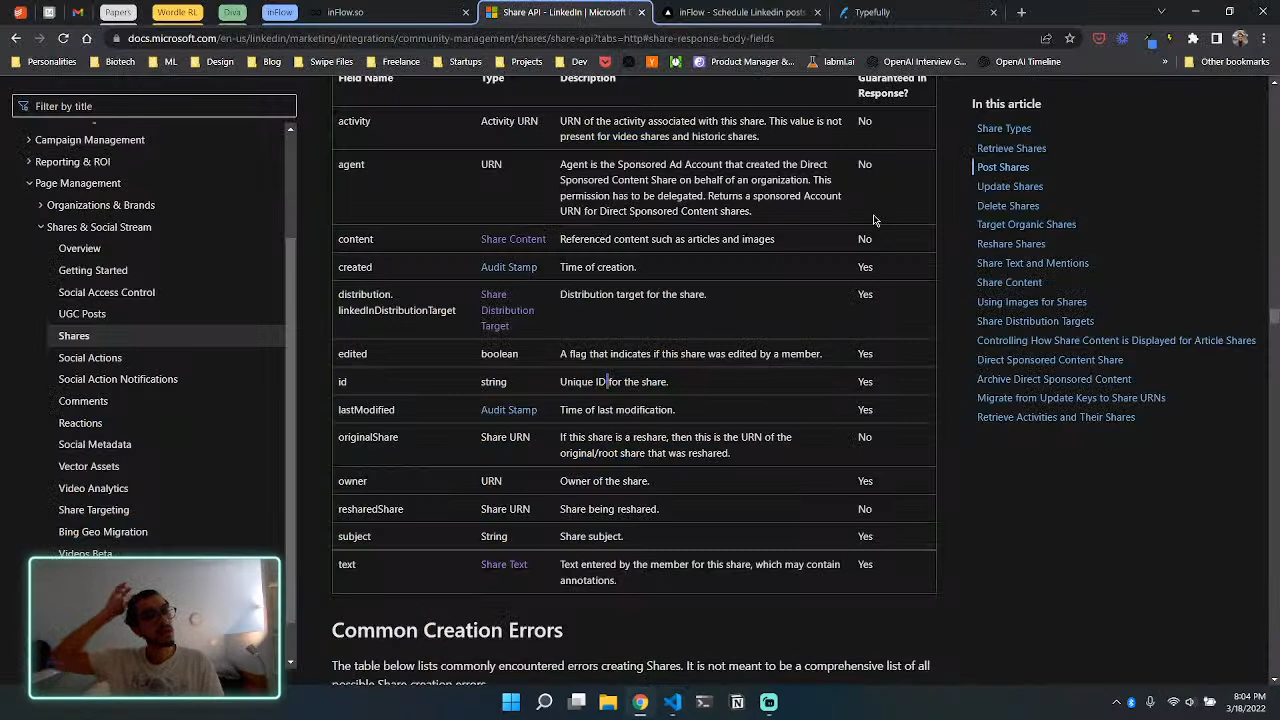 Papers
Wordle RL
Diva
inFlow
inFlow.so
Share API - LinkedIn | Microsoft
inFlow - Schedule Linkedin post
Typefully
docs.microsoft.com/en-us/linkedin/marketing/integrations/community-management/shares/share-api?tabs=http#share-response-body-fields
Personalities
Biotech
ML
Design
Blog
Swipe Files
Freelance
Startups
Projects
Dev
Product Manager &...
labmLai
OpenAI Interview G...
OpenAI Timeline
»
Other bookmarks
Filter by title
Campaign Management
Reporting & ROI
Page Management
Organizations & Brands
Shares & Social Stream
Overview
Getting Started
Social Access Control
UGC Posts
Shares
Social Actions
Social Action Notifications
Comments
Reactions
Social Metadata
Vector Assets
Video Analytics
Share Targeting
Bing Geo Migration
Videos Beta
Field Name
Type
Description
Guaranteed in
Response?
activity
Activity URN
URN of the activity associated with this share. This value is not
present for video shares and historic shares.
No
agent
URN
Agent is the Sponsored Ad Account that created the Direct
Sponsored Content Share on behalf of an organization. This
permission has to be delegated. Returns a sponsored Account
URN for Direct Sponsored Content shares.
No
content
Share Content
Referenced content such as articles and images
No
created
Audit Stamp
Time of creation.
Yes
distribution.
linkedInDistributionTarget
Share
Distribution
Target
Distribution target for the share.
Yes
edited
boolean
A flag that indicates if this share was edited by a member.
Yes
id
string
Unique ID for the share.
Yes
lastModified
Audit Stamp
Time of last modification.
Yes
originalShare
Share URN
If this share is a reshare, then this is the URN of the
original/root share that was reshared.
No
owner
URN
Owner of the share.
Yes
resharedShare
Share URN
Share being reshared.
No
subject
String
Share subject.
Yes
text
Share Text
Text entered by the member for this share, which may contain
annotations.
Yes
Common Creation Errors
The table below lists commonly encountered errors creating Shares. It is not meant to be a comprehensive list of all
possible Share creation errors
In this article
Share Types
Retrieve Shares
Post Shares
Update Shares
Delete Shares
Target Organic Shares
Reshare Shares
Share Text and Mentions
Share Content
Using Images for Shares
Share Distribution Targets
Controlling How Share Content is Displayed for Article Shares
Direct Sponsored Content Share
Archive Direct Sponsored Content
Migrate from Update Keys to Share URNs
Retrieve Activities and Their Shares
8:04 PM
3/18/2022